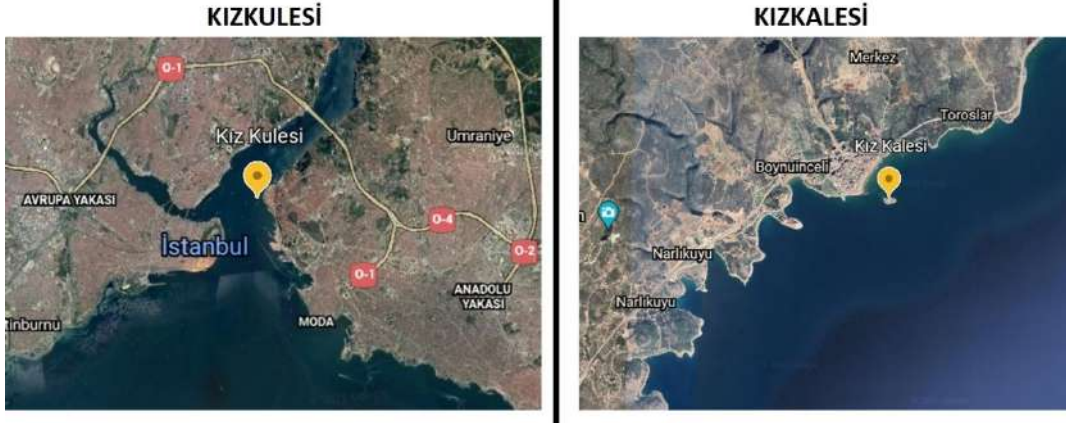 KIZKULESİ
O-1
Kız Kulesi
Ümraniye
AVRUPA YAKASI
O-4
İstanbul
O-2
O-1
ANADOLU
YAKASI
tinburnu
MODA
KIZKALESİ
Merkez
Toroslar
Kız Kalesi
Boynuinceli
n
Narlıkuyu
Narlıkuyu